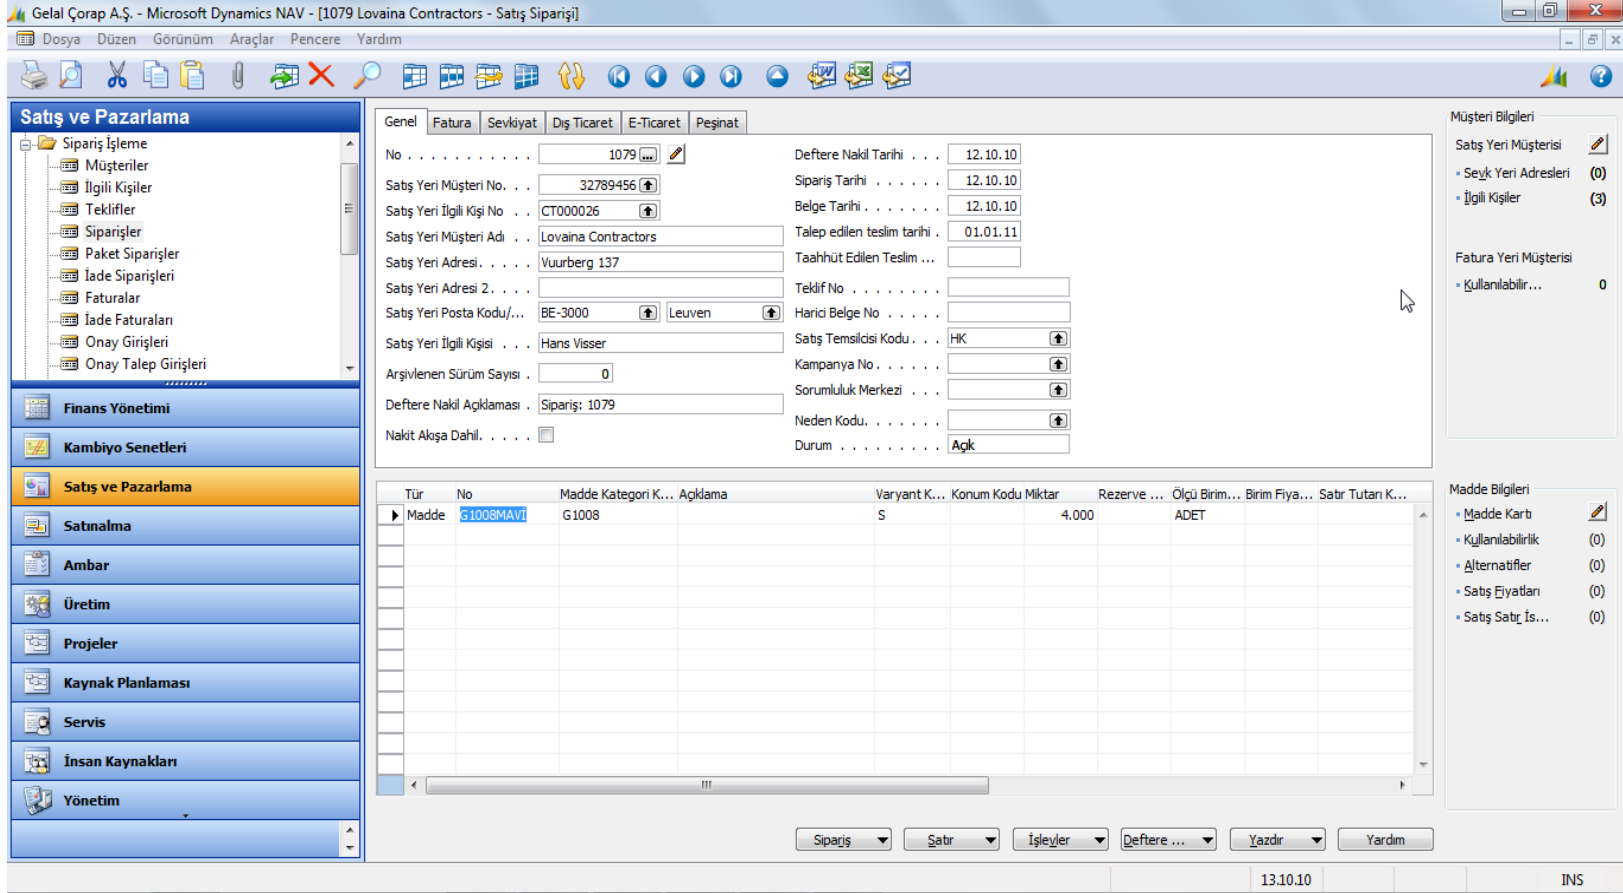 Gelal Çorap A.Ş. - Microsoft Dynamics NAV - [1079 Lovaina Contractors - Satış Siparişi]
Dosya Düzen Görünüm Araçlar Pencere Yardım
Satış ve Pazarlama
Sipariş İşleme
Müşteriler
İlgili Kişiler
Teklifler
Siparişler
Paket Siparişler
İade Siparişleri
Faturalar
İade Faturaları
Onay Girişleri
Onay Talep Girişleri
Finans Yönetimi
Kambiyo Senetleri
Satış ve Pazarlama
Satınalma
Ambar
Üretim
Projeler
Kaynak Planlaması
Servis
İnsan Kaynakları
Yönetim
Genel Fatura Sevkiyat Dış Ticaret E-Ticaret Peşinat
No . . . . . . . . . . . 1079
Satış Yeri Müşteri No. . . 32789456
Satış Yeri İlgili Kişi No . . CT000026
Satış Yeri Müşteri Adı . . Lovaina Contractors
Satış Yeri Adresi. . . . . Vuurberg 137
Satış Yeri Adresi 2. . . .
Satış Yeri Posta Kodu/... BE-3000 Leuven
Satış Yeri İlgili Kişisi . . . Hans Visser
Arşivlenen Sürüm Sayısı . 0
Deftere Nakil Açıklaması . Sipariş: 1079
Nakit Akışa Dahil. . . . .
Deftere Nakil Tarihi . . . 12.10.10
Sipariş Tarihi . . . . . . 12.10.10
Belge Tarihi . . . . . . . 12.10.10
Talep edilen teslim tarihi . 01.01.11
Taahhüt Edilen Teslim ...
Teklif No . . . . . . . .
Harici Belge No . . . . .
Satış Temsilcisi Kodu . . . HK
Kampanya No . . . . . .
Sorumluluk Merkezi . . .
Neden Kodu. . . . . . .
Durum . . . . . . . . . Açık
Tür No Madde Kategori K... Açıklama Varyant K... Konum Kodu Miktar Rezerve ... Ölçü Birim... Birim Fiya... Satır Tutarı K...
Madde G1008MAVİ G1008 S 4.000 ADET
Müşteri Bilgileri
Satış Yeri Müşterisi
Sevk Yeri Adresleri (0)
İlgili Kişiler (3)
Fatura Yeri Müşterisi
Kullanılabilir... 0
Madde Bilgileri
Madde Kartı
Kullanılabilirlik (0)
Alternatifler (0)
Satış Fiyatları (0)
Satış Satır İs... (0)
Sipariş Satır İşlevler Deftere ... Yazdır Yardım
13.10.10 INS